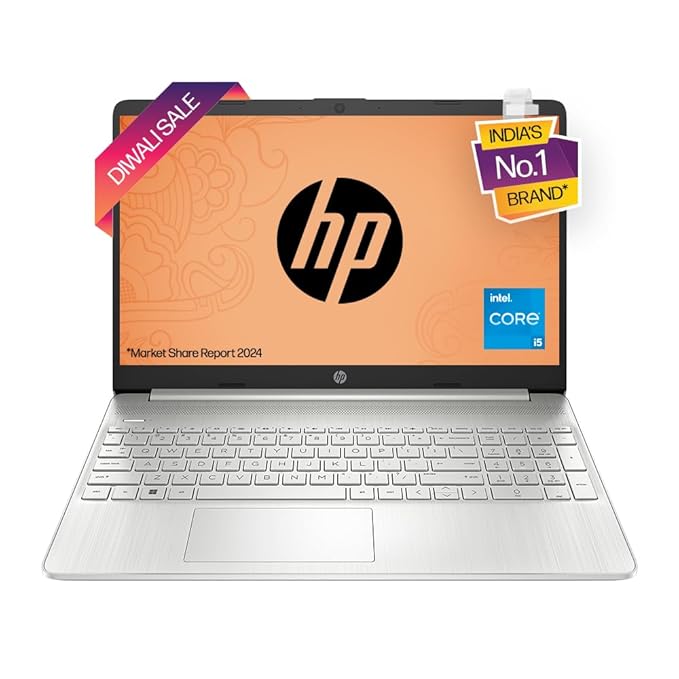 DIWALI SALE
INDIA'S
No.1
BRAND*
hp
intel.
CORE
i5
*Market Share Report 2024
hp